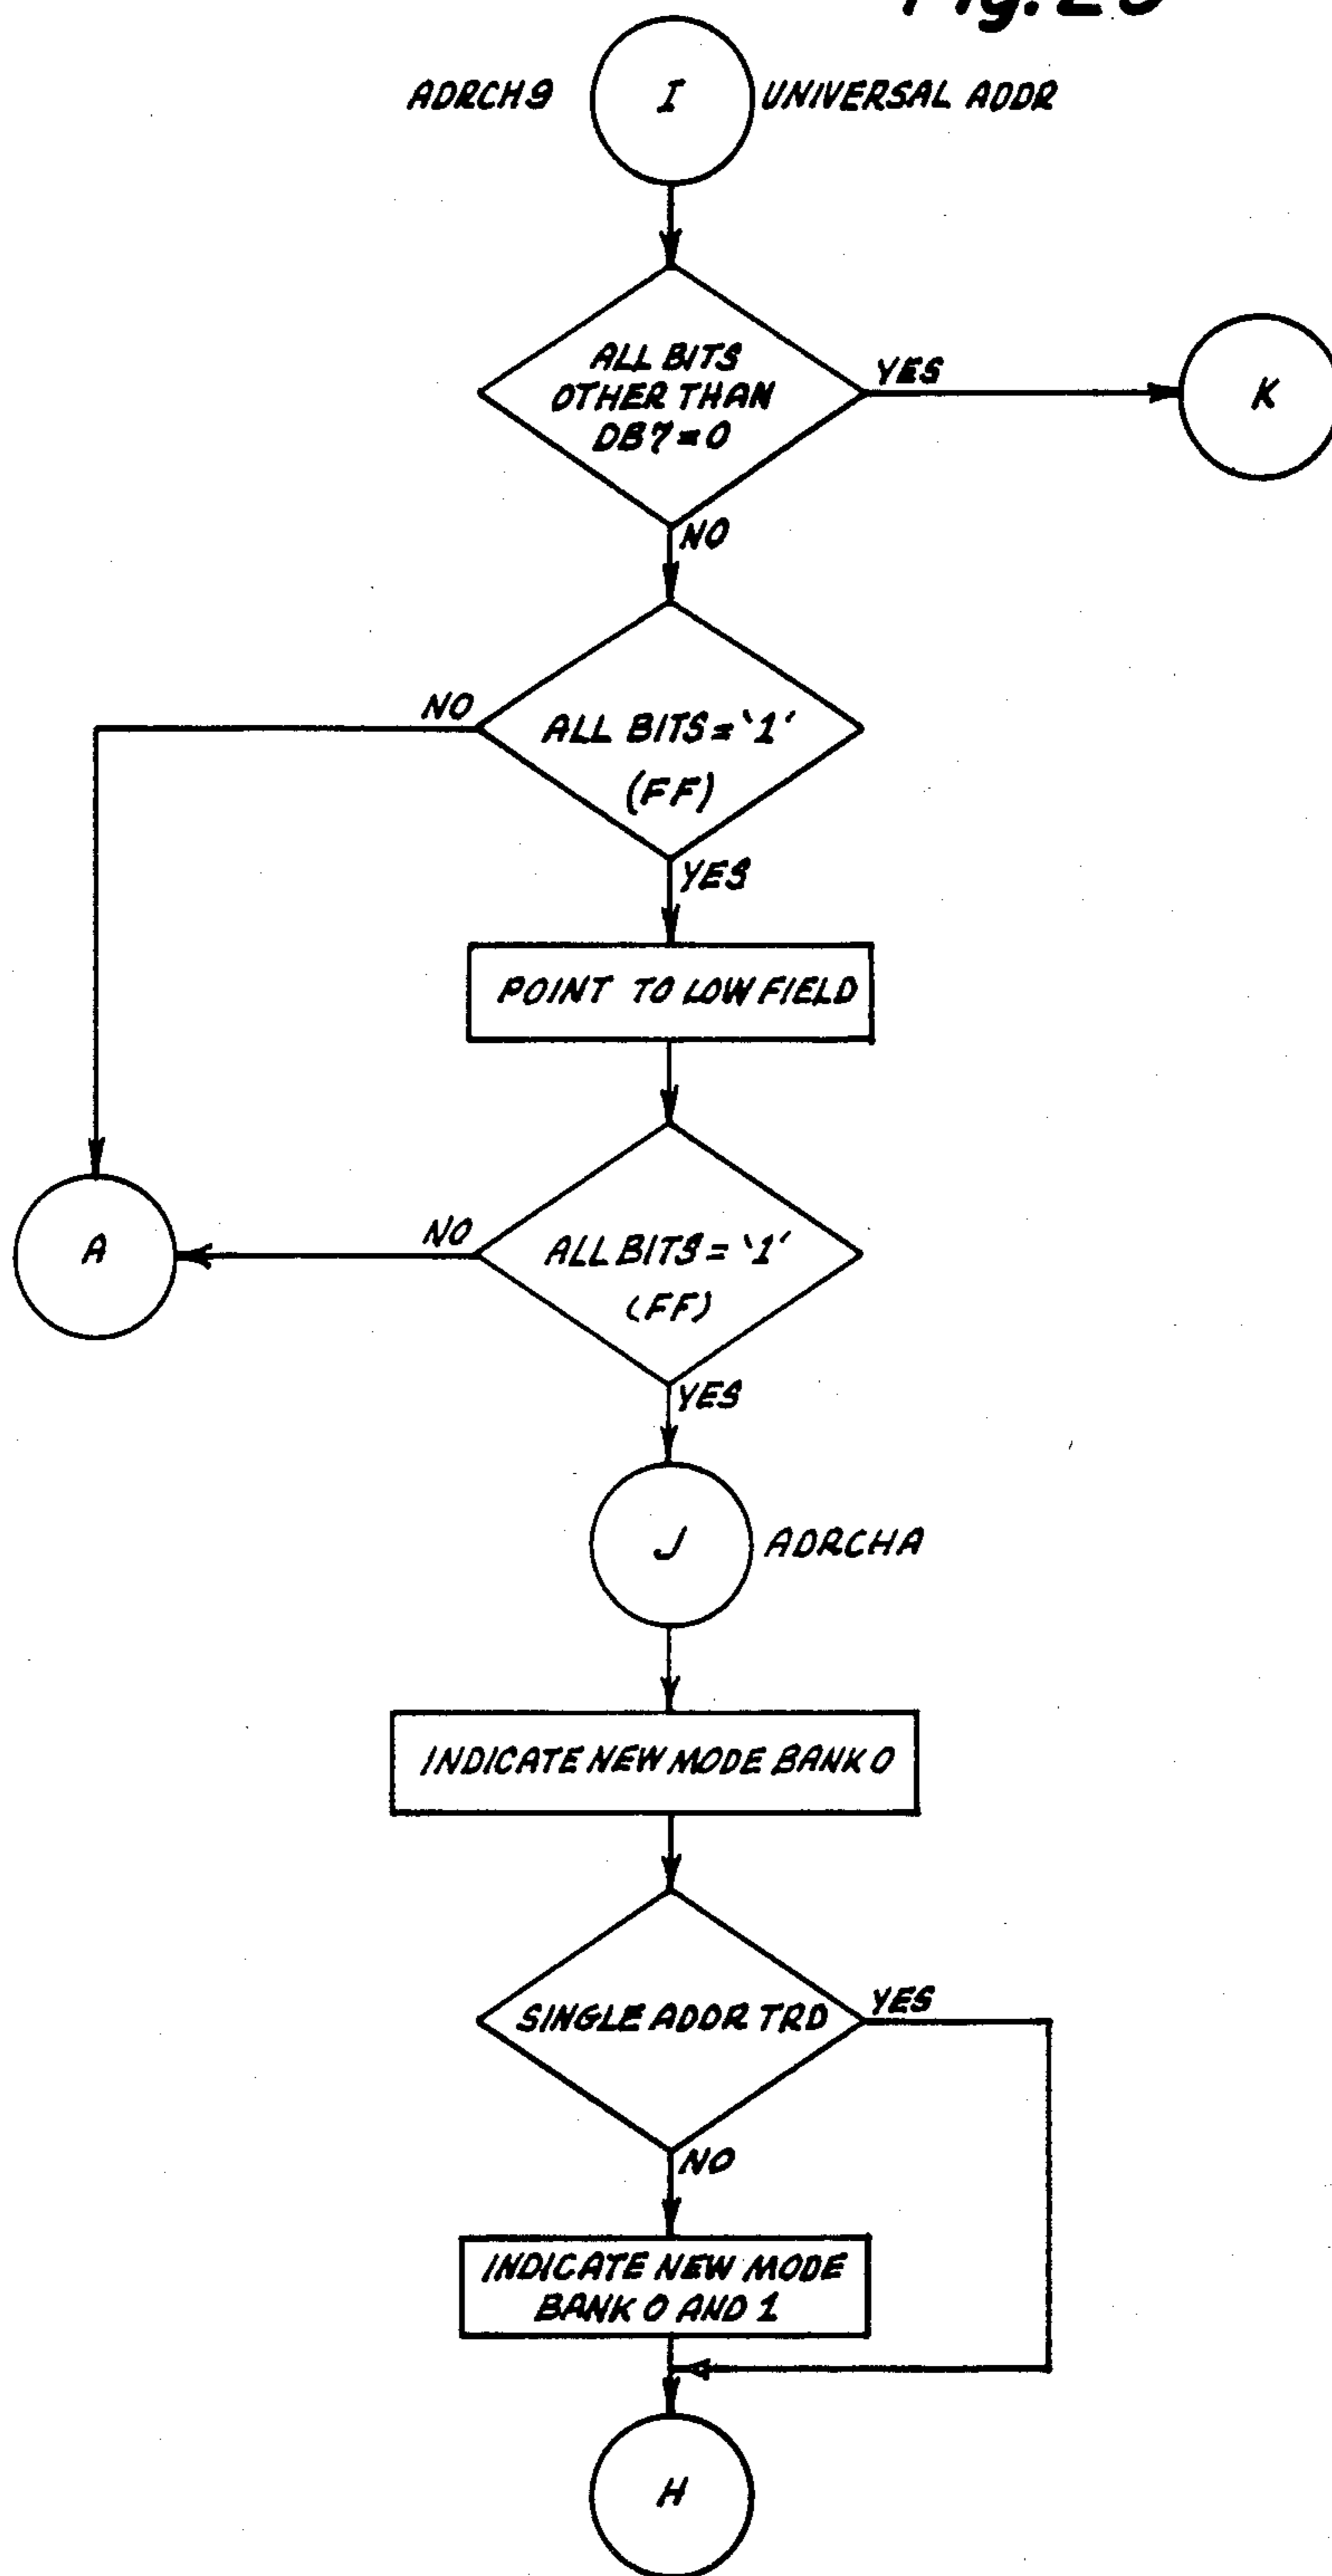 ADRCH9 I UNIVERSAL ADDR
ALL BITS
OTHER THAN
DB7=0
YES
K
NO
NO
ALL BITS='1'
(FF)
YES
POINT TO LOW FIELD
A
NO
ALL BITS='1'
(FF)
YES
J ADRCHA
INDICATE NEW MODE BANK 0
SINGLE ADDR TRD
YES
NO
INDICATE NEW MODE
BANK 0 AND 1
H